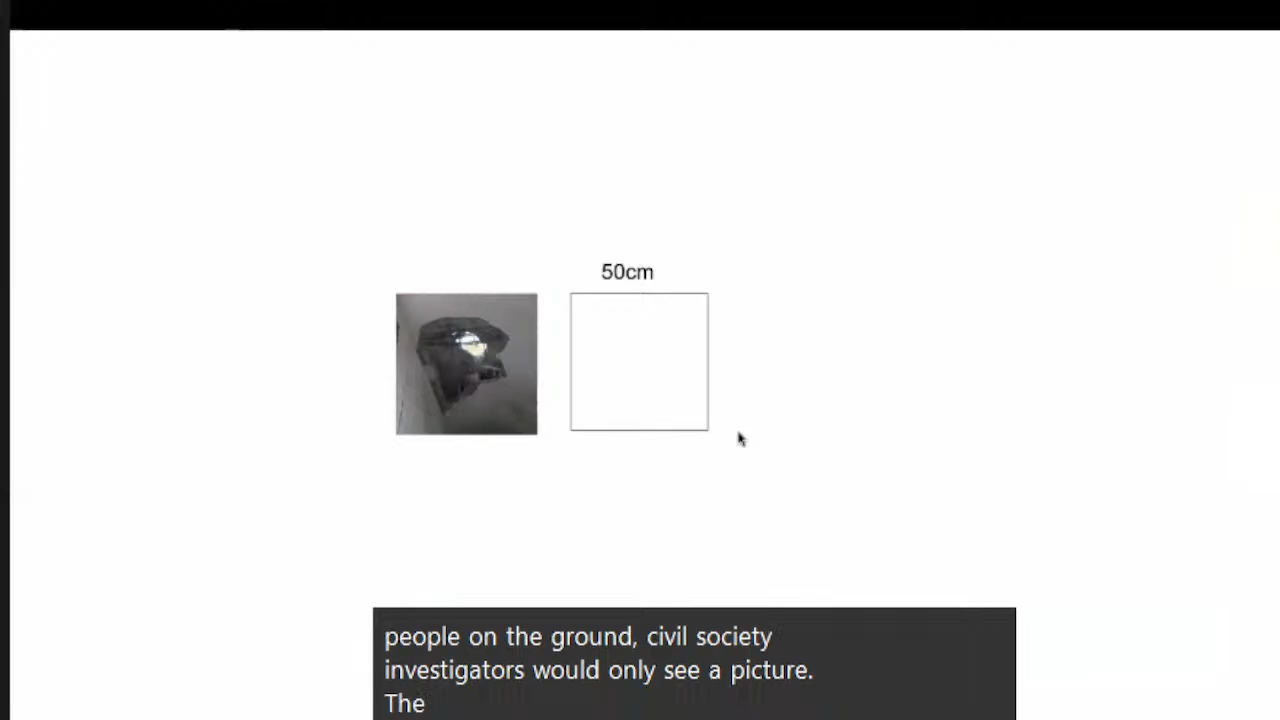 50cm
people on the ground, civil society
investigators would only see a picture.
The